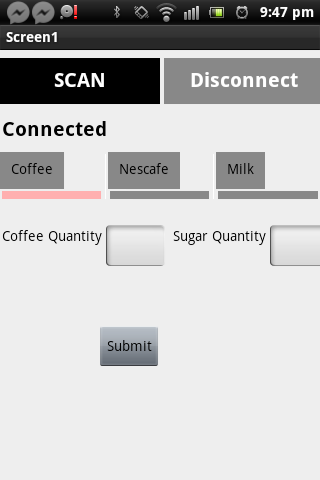 9:47 pm
Screen1
SCAN Disconnect
Connected
Coffee Nescafe Milk
Coffee Quantity Sugar Quantity
Submit